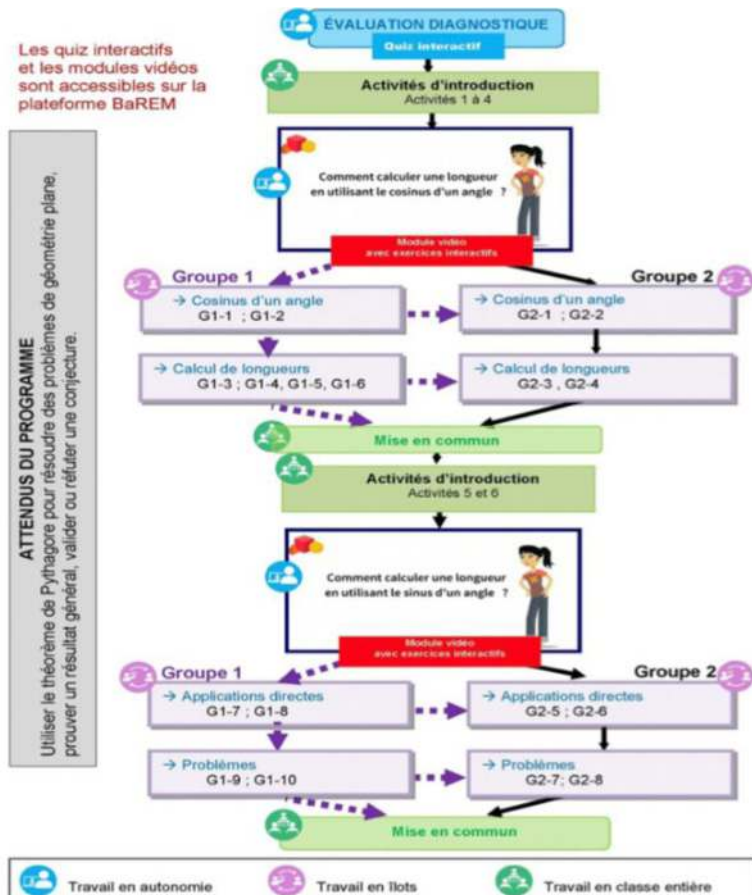 ÉVALUATION DIAGNOSTIQUE
Quiz interactif
Les quiz interactifs
et les modules vidéos
sont accessibles sur la
plateforme BaREM
Activités d'introduction
Activités 1 à 4
ATTENDUS DU PROGRAMME
Utiliser le théorème de Pythagore pour résoudre des problèmes de géométrie plane,
prouver un résultat général, valider ou réfuter une conjecture.
Comment calculer une longueur
en utilisant le cosinus d'un angle ?
Module vidéo
avec exercices interactifs
Groupe 1
Groupe 2
→ Cosinus d'un angle
G1-1 ; G1-2
→ Cosinus d'un angle
G2-1 ; G2-2
→ Calcul de longueurs
G1-3 ; G1-4, G1-5, G1-6
→ Calcul de longueurs
G2-3 , G2-4
Mise en commun
Activités d'introduction
Activités 5 et 6
Comment calculer une longueur
en utilisant le sinus d'un angle ?
Module vidéo
avec exercices interactifs
Groupe 1
Groupe 2
→ Applications directes
G1-7 ; G1-8
→ Applications directes
G2-5 ; G2-6
→ Problèmes
G1-9 ; G1-10
→ Problèmes
G2-7; G2-8
Mise en commun
Travail en autonomie
Travail en îlots
Travail en classe entière